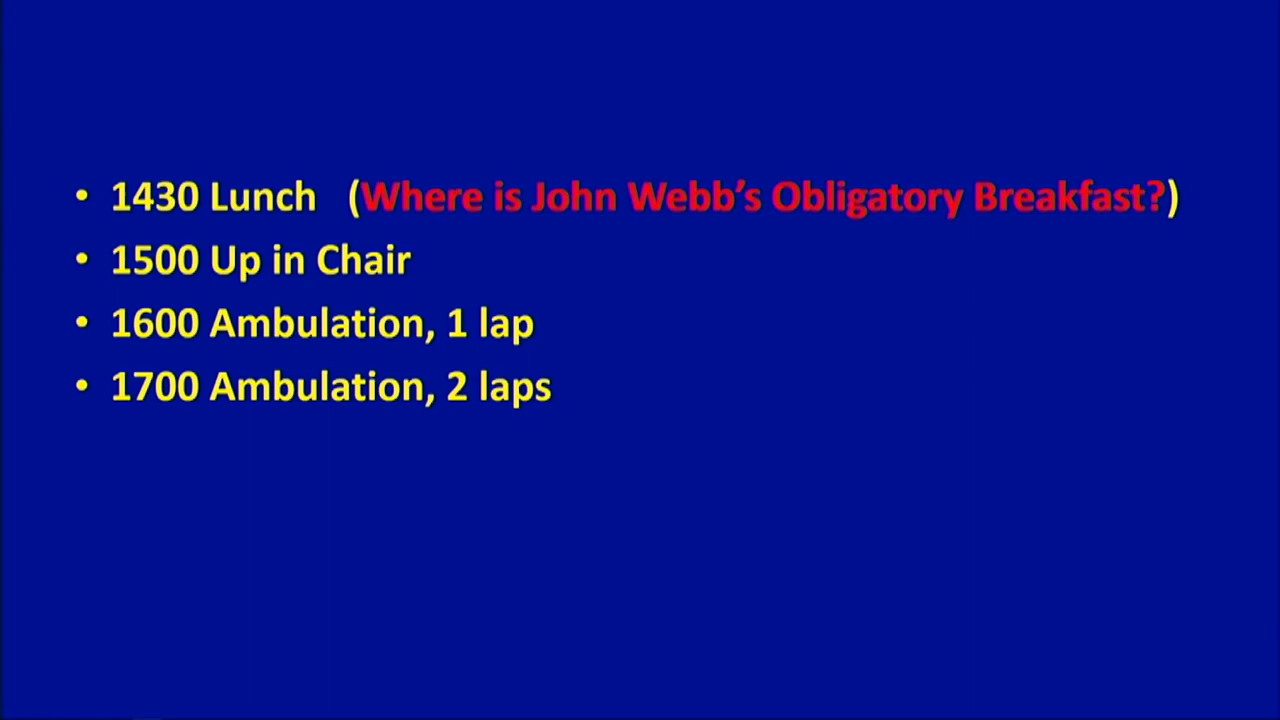 • 1430 Lunch (Where is John Webb’s Obligatory Breakfast?)
• 1500 Up in Chair
• 1600 Ambulation, 1 lap
• 1700 Ambulation, 2 laps